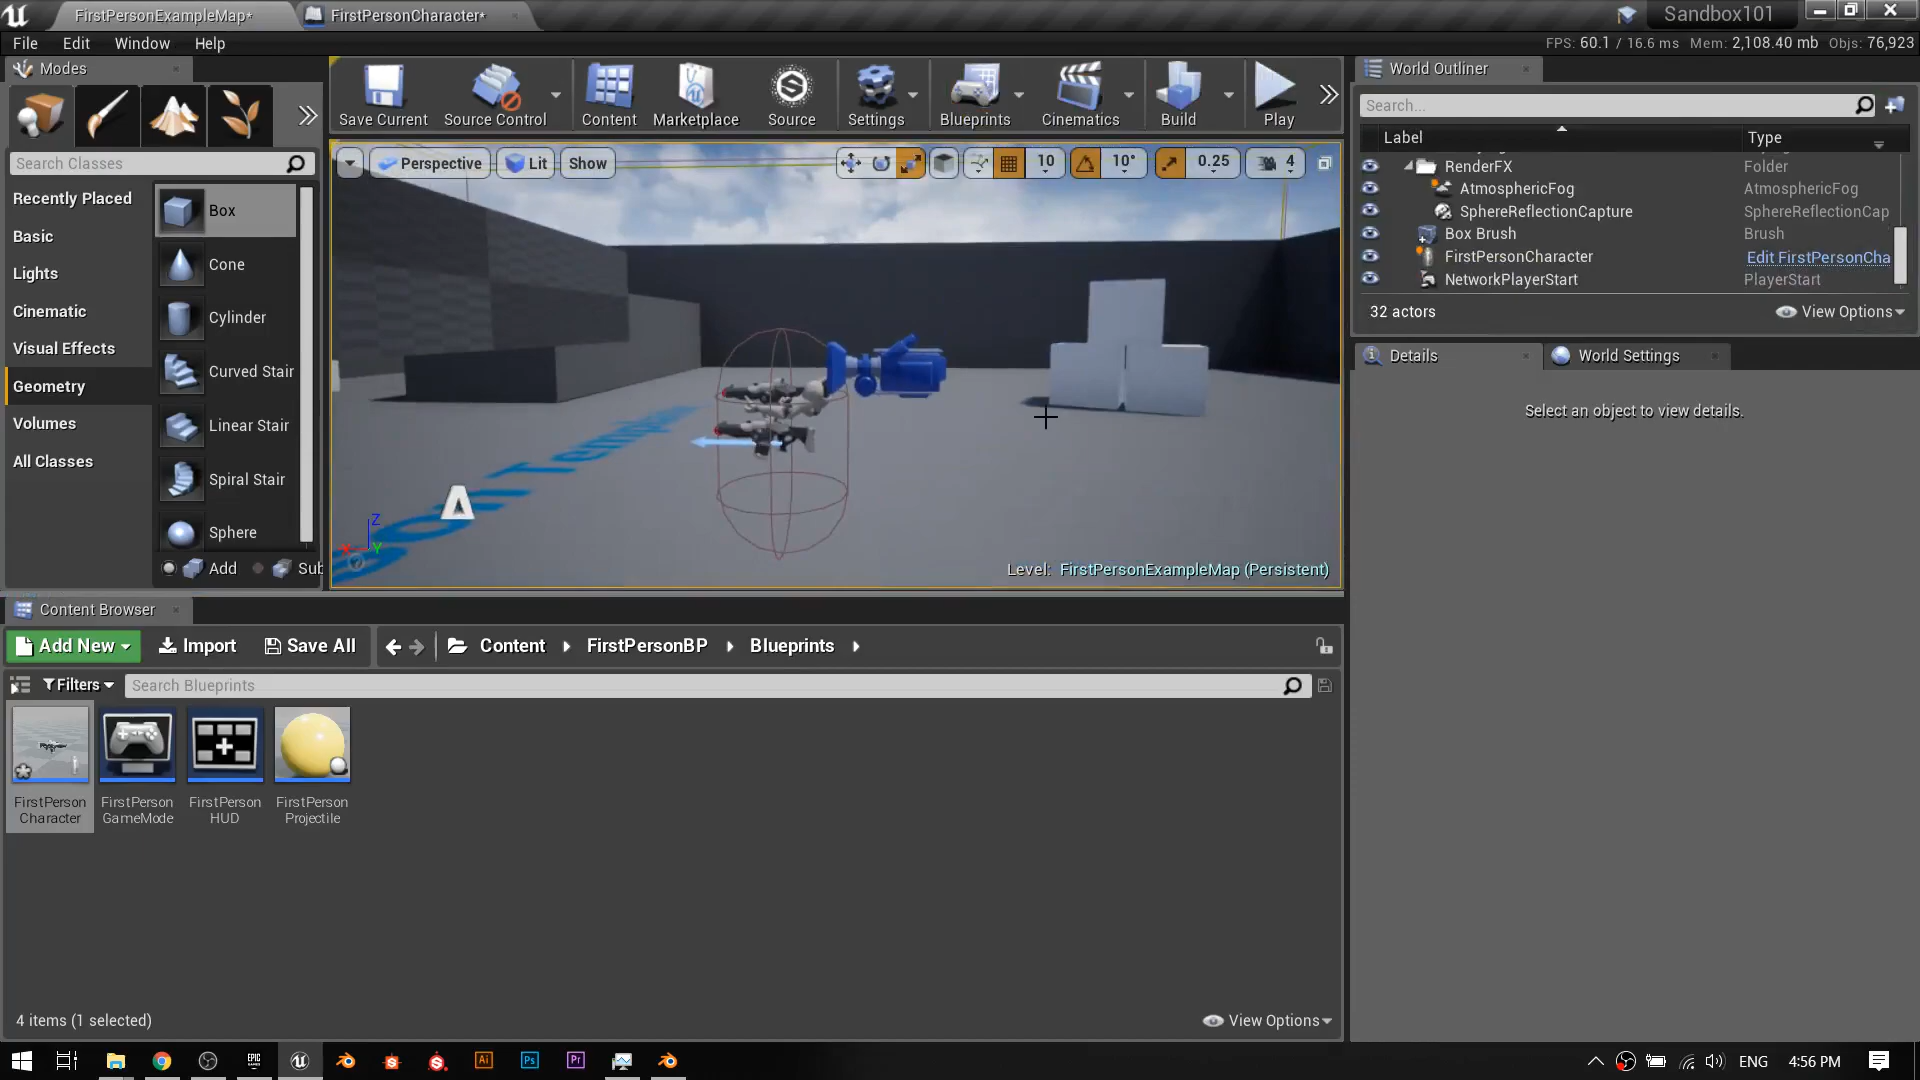 FirstPersonExampleMap*
FirstPersonCharacter*
Sandbox101
File Edit Window Help
FPS: 60.1 / 16.6 ms Mem: 2,108.40 mb Objs: 76,923
Modes
Save Current
Source Control
Content
Marketplace
Source
Settings
Blueprints
Cinematics
Build
Play
Search Classes
Recently Placed
Basic
Lights
Cinematic
Visual Effects
Geometry
Volumes
All Classes
Box
Cone
Cylinder
Curved Stair
Linear Stair
Spiral Stair
Sphere
Add
Sub
Perspective
Lit
Show
10
10°
0.25
4
Z
X
Y
Level: FirstPersonExampleMap (Persistent)
World Outliner
Search...
Label Type
RenderFX Folder
AtmosphericFog AtmosphericFog
SphereReflectionCapture SphereReflectionCap
Box Brush Brush
FirstPersonCharacter Edit FirstPersonCha
NetworkPlayerStart PlayerStart
32 actors
View Options
Details
World Settings
Select an object to view details.
Content Browser
Add New
Import
Save All
Content
FirstPersonBP
Blueprints
Filters
Search Blueprints
FirstPerson
Character
FirstPerson
GameMode
FirstPerson
HUD
FirstPerson
Projectile
4 items (1 selected)
View Options
EPIC
Ai
Ps
Pr
ENG
4:56 PM